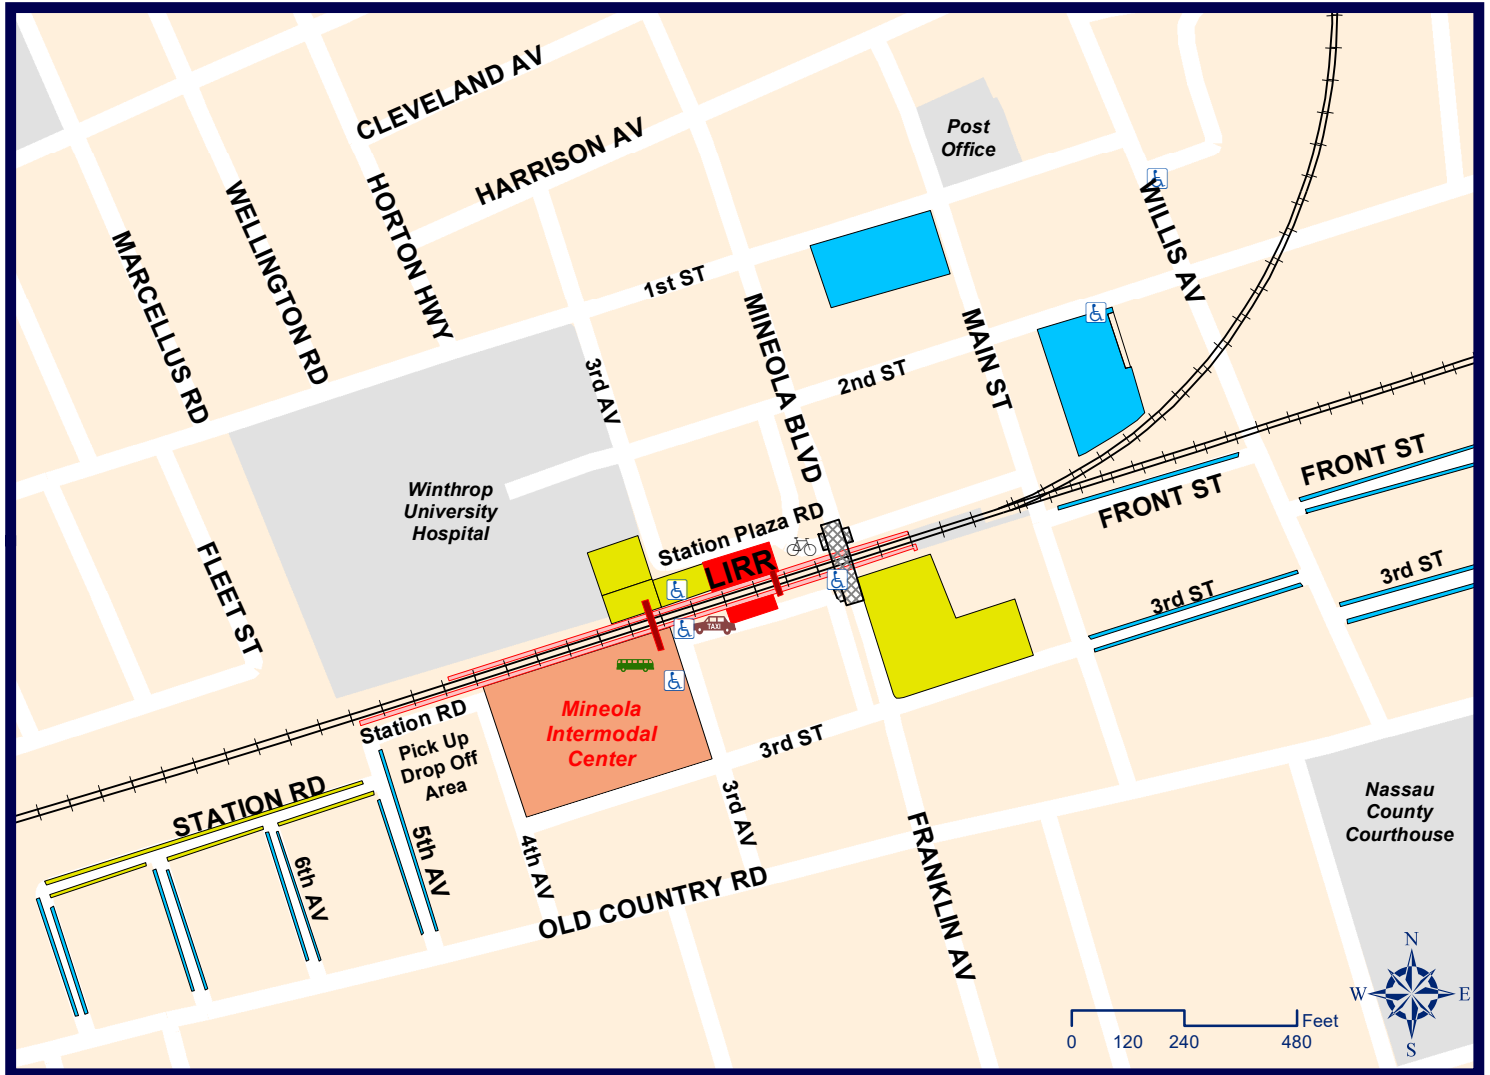 CLEVELAND AV
HARRISON AV
Post
Office
WELLINGTON RD
HORTON HWY
MARCELLUS RD
WILLIS AV
1st ST
MINEOLA BLVD
MAIN ST
3rd AV
2nd ST
Winthrop
University
Hospital
FRONT ST
FRONT ST
Station Plaza RD
LIRR
FLEET ST
TAXI
3rd ST
3rd ST
Station RD
Pick Up
Drop Off
Area
Mineola
Intermodal
Center
3rd ST
STATION RD
5th AV
6th AV
4th AV
3rd AV
OLD COUNTRY RD
FRANKLIN AV
Nassau
County
Courthouse
N
W
E
S
Feet
0 120 240 480